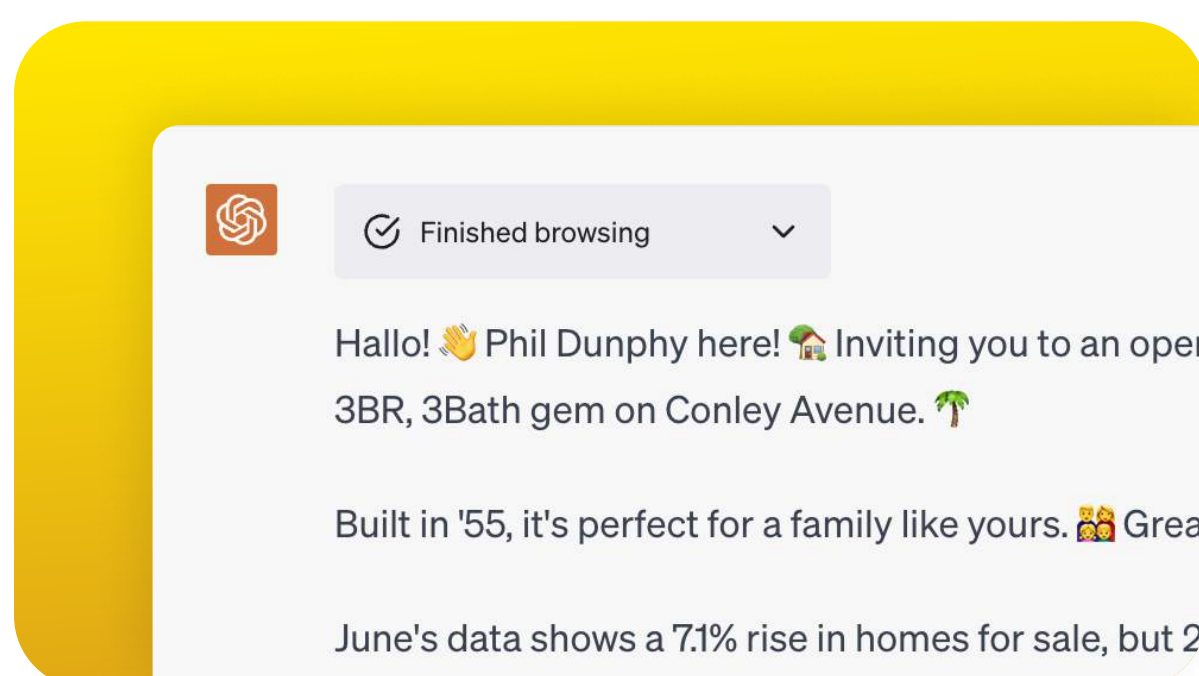 Finished browsing
Hallo! 👋 Phil Dunphy here! 🏡 Inviting you to an
3BR, 3Bath gem on Conley Avenue. 🌴
Built in '55, it's perfect for a family like yours. 👨‍👩‍👧‍👦
June's data shows a 7.1% rise in homes for sale, but